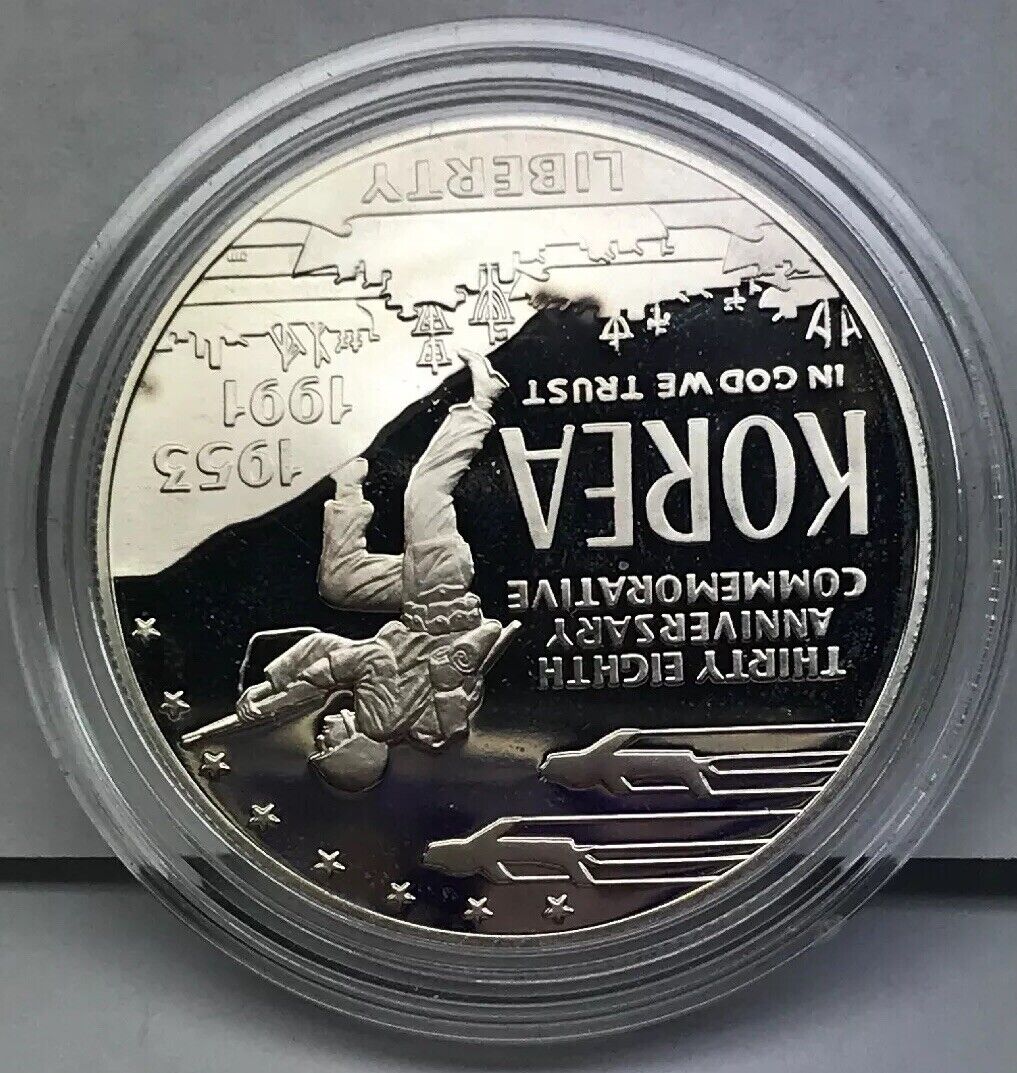 THIRTY EIGHTH
ANNIVERSARY
COMMEMORATIVE
KOREA
IN GOD WE TRUST
1953
1991
LIBERTY